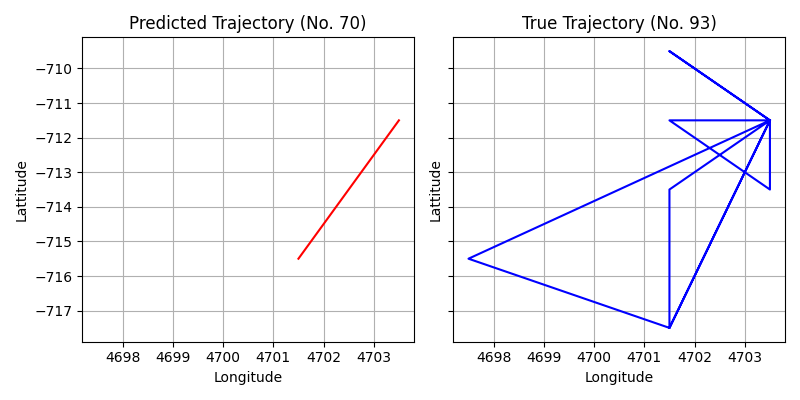 Predicted Trajectory (No. 70)
True Trajectory (No. 93)
−710
−711
−712
−713
−714
−715
−716
−717
Lattitude
Lattitude
4698 4699 4700 4701 4702 4703
4698 4699 4700 4701 4702 4703
Longitude
Longitude